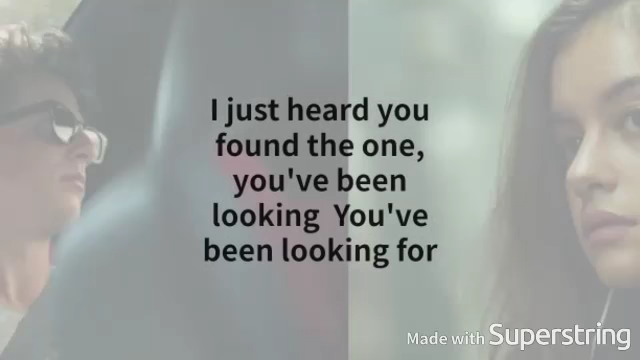 I just heard you
found the one,
you've been
looking  You've
been looking for
Made with Superstring